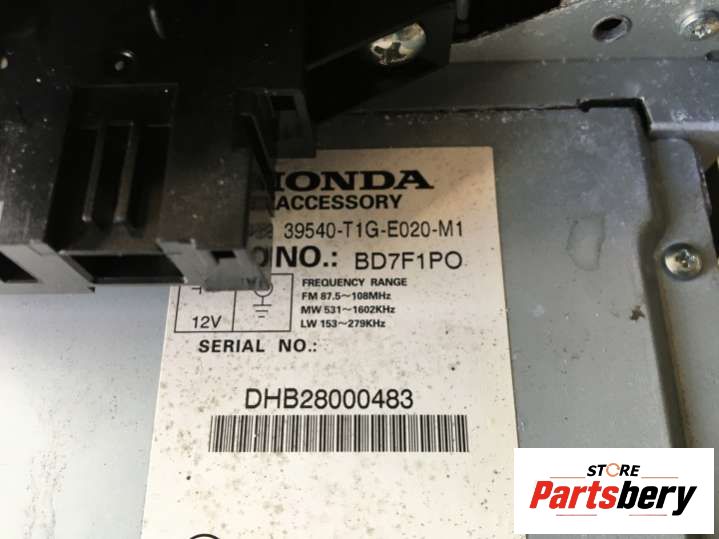 HONDA
ACCESSORY
39540-T1G-E020-M1
NO.: BD7F1PO
FREQUENCY RANGE
FM 87.5~108MHz
MW 531~1602KHz
LW 153~279KHz
12V
SERIAL NO.:
DHB28000483
STORE
Partsbery